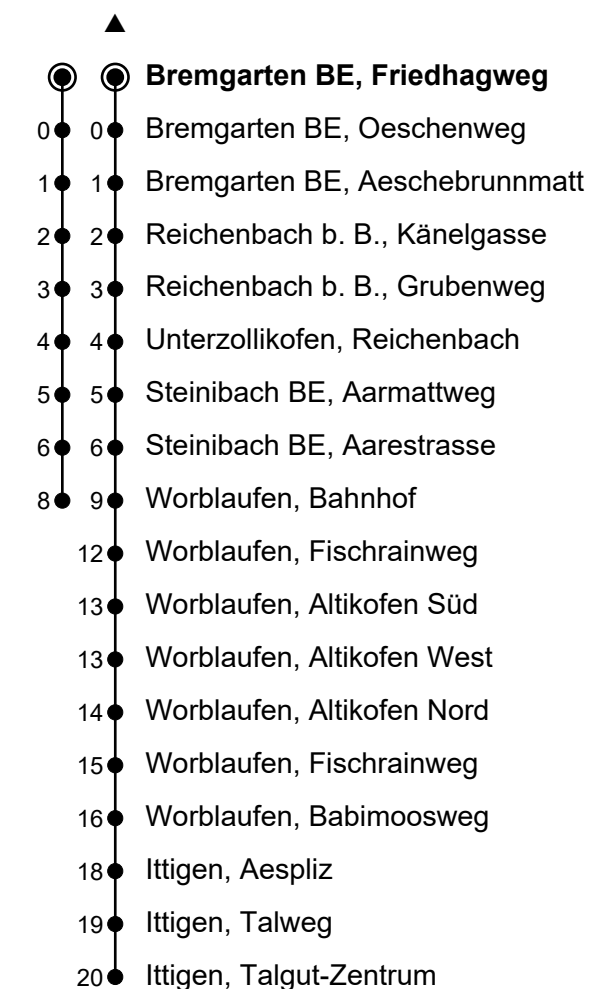 Bremgarten BE, Friedhagweg
0 0 Bremgarten BE, Oeschenweg
1 1 Bremgarten BE, Aeschebrunnmatt
2 2 Reichenbach b. B., Känelgasse
3 3 Reichenbach b. B., Grubenweg
4 4 Unterzollikofen, Reichenbach
5 5 Steinibach BE, Aarmattweg
6 6 Steinibach BE, Aarestrasse
8 9 Worblaufen, Bahnhof
12 Worblaufen, Fischrainweg
13 Worblaufen, Altikofen Süd
13 Worblaufen, Altikofen West
14 Worblaufen, Altikofen Nord
15 Worblaufen, Fischrainweg
16 Worblaufen, Babimoosweg
18 Ittigen, Aespliz
19 Ittigen, Talweg
20 Ittigen, Talgut-Zentrum